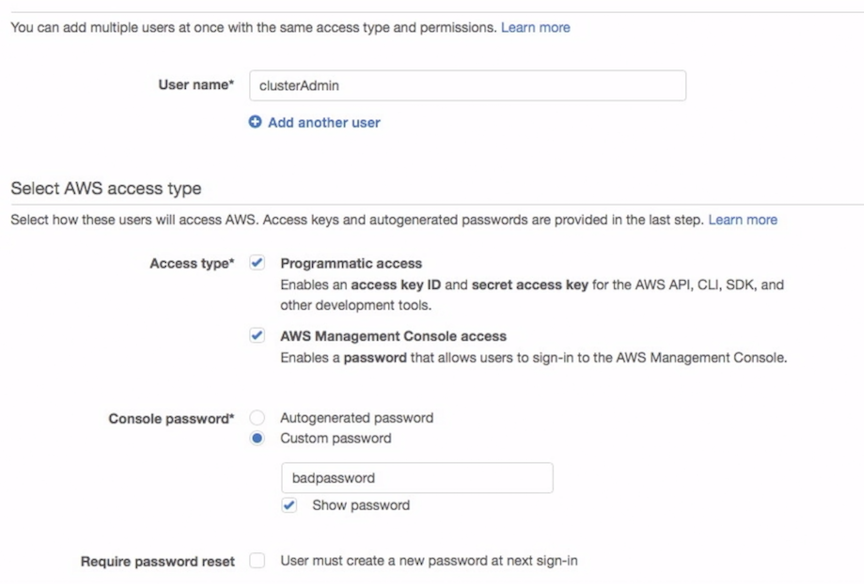 You can add multiple users at once with the same access type and permissions. Learn more
User name* clusterAdmin
Add another user
Select AWS access type
Select how these users will access AWS. Access keys and autogenerated passwords are provided in the last step. Learn more
Access type* Programmatic access
Enables an access key ID and secret access key for the AWS API, CLI, SDK, and
other development tools.
AWS Management Console access
Enables a password that allows users to sign-in to the AWS Management Console.
Console password* Autogenerated password
Custom password
badpassword
Show password
Require password reset User must create a new password at next sign-in